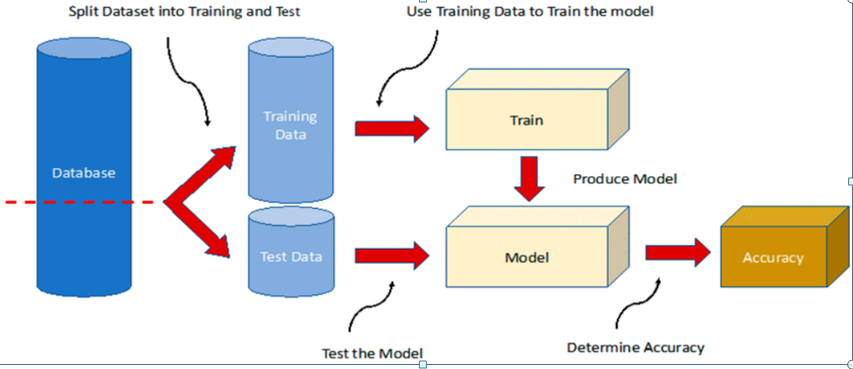 Split Dataset into Training and Test
Use Training Data to Train the model
Training
Data
Train
Database
Produce Model
Test Data
Model
Accuracy
Test the Model
Determine Accuracy